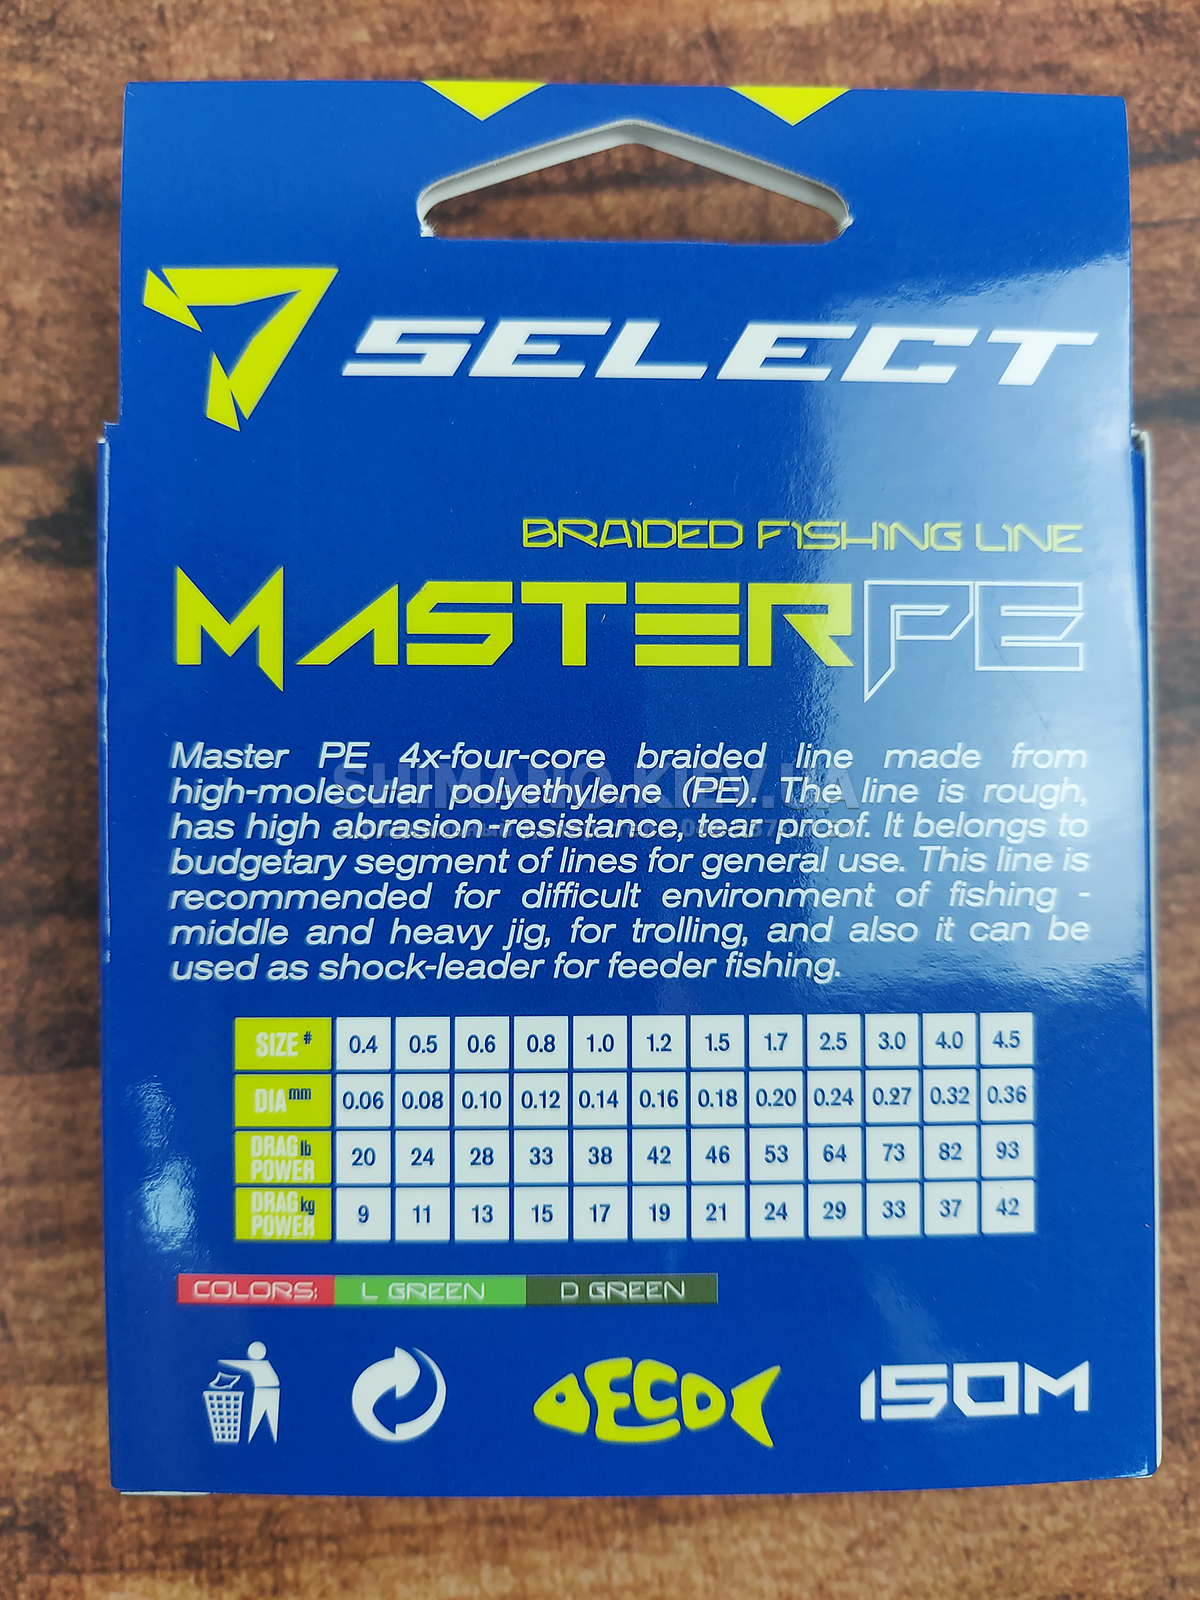 SELECT
BRAIDED FISHING LINE
MASTER PE
Master PE 4x-four-core braided line made from
high-molecular polyethylene (PE). The line is rough,
has high abrasion-resistance, tear proof. It belongs to
budgetary segment of lines for general use. This line is
recommended for difficult environment of fishing -
middle and heavy jig, for trolling, and also it can be
used as shock-leader for feeder fishing.
SHIMANO.KIEV.UA
SIZE # 0.4 0.5 0.6 0.8 1.0 1.2 1.5 1.7 2.5 3.0 4.0 4.5
DIA mm 0.06 0.08 0.10 0.12 0.14 0.16 0.18 0.20 0.24 0.27 0.32 0.36
DRAG POWER lb 20 24 28 33 38 42 46 53 64 73 82 93
DRAG POWER kg 9 11 13 15 17 19 21 24 29 33 37 42
COLORS: L GREEN D GREEN
ECO 150M